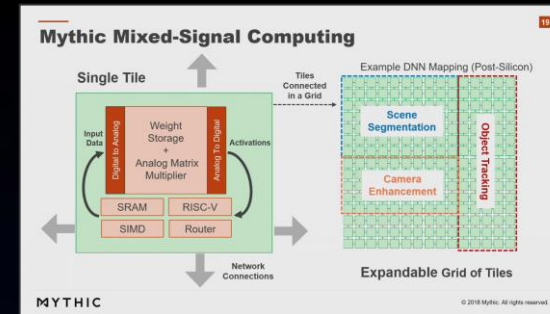 19
Mythic Mixed-Signal Computing
Single Tile
Digital to Analog
Weight
Storage
+
Analog Matrix
Multiplier
Analog To Digital
Input
Data
Activations
SRAM
RISC-V
SIMD
Router
Network
Connections
Tiles
Connected
in a Grid
Example DNN Mapping (Post-Silicon)
Scene
Segmentation
Camera
Enhancement
Object Tracking
Expandable Grid of Tiles
MYTHIC
© 2018 Mythic. All rights reserved.